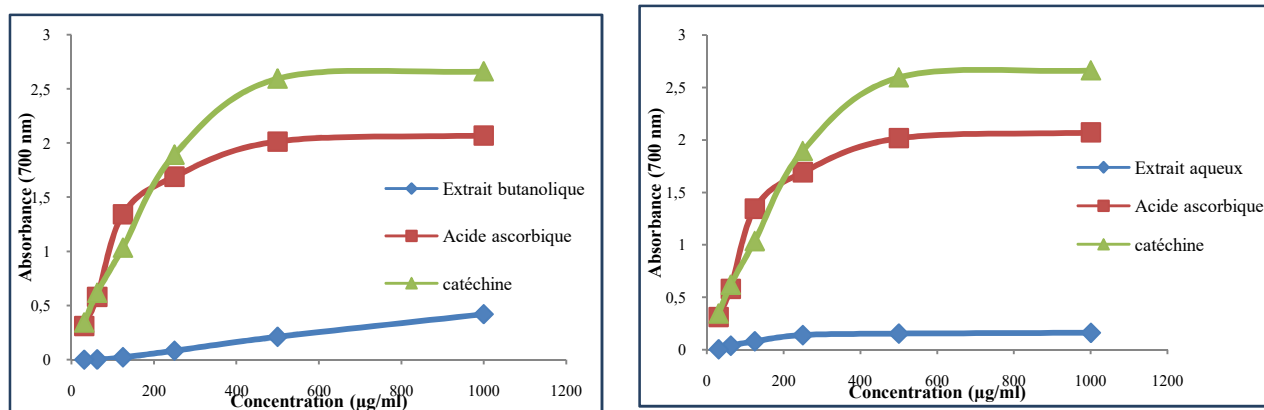 3
2,5
2
1,5
1
0,5
0
Absorbance (700 nm)
0 200 400 600 800 1000 1200
Concentration (µg/ml)
Extrait butanolique
Acide ascorbique
catéchine
3
2,5
2
1,5
1
0,5
0
Absorbance (700 nm)
0 200 400 600 800 1000 1200
Concentration (µg/ml)
Extrait aqueux
Acide ascorbique
catéchine